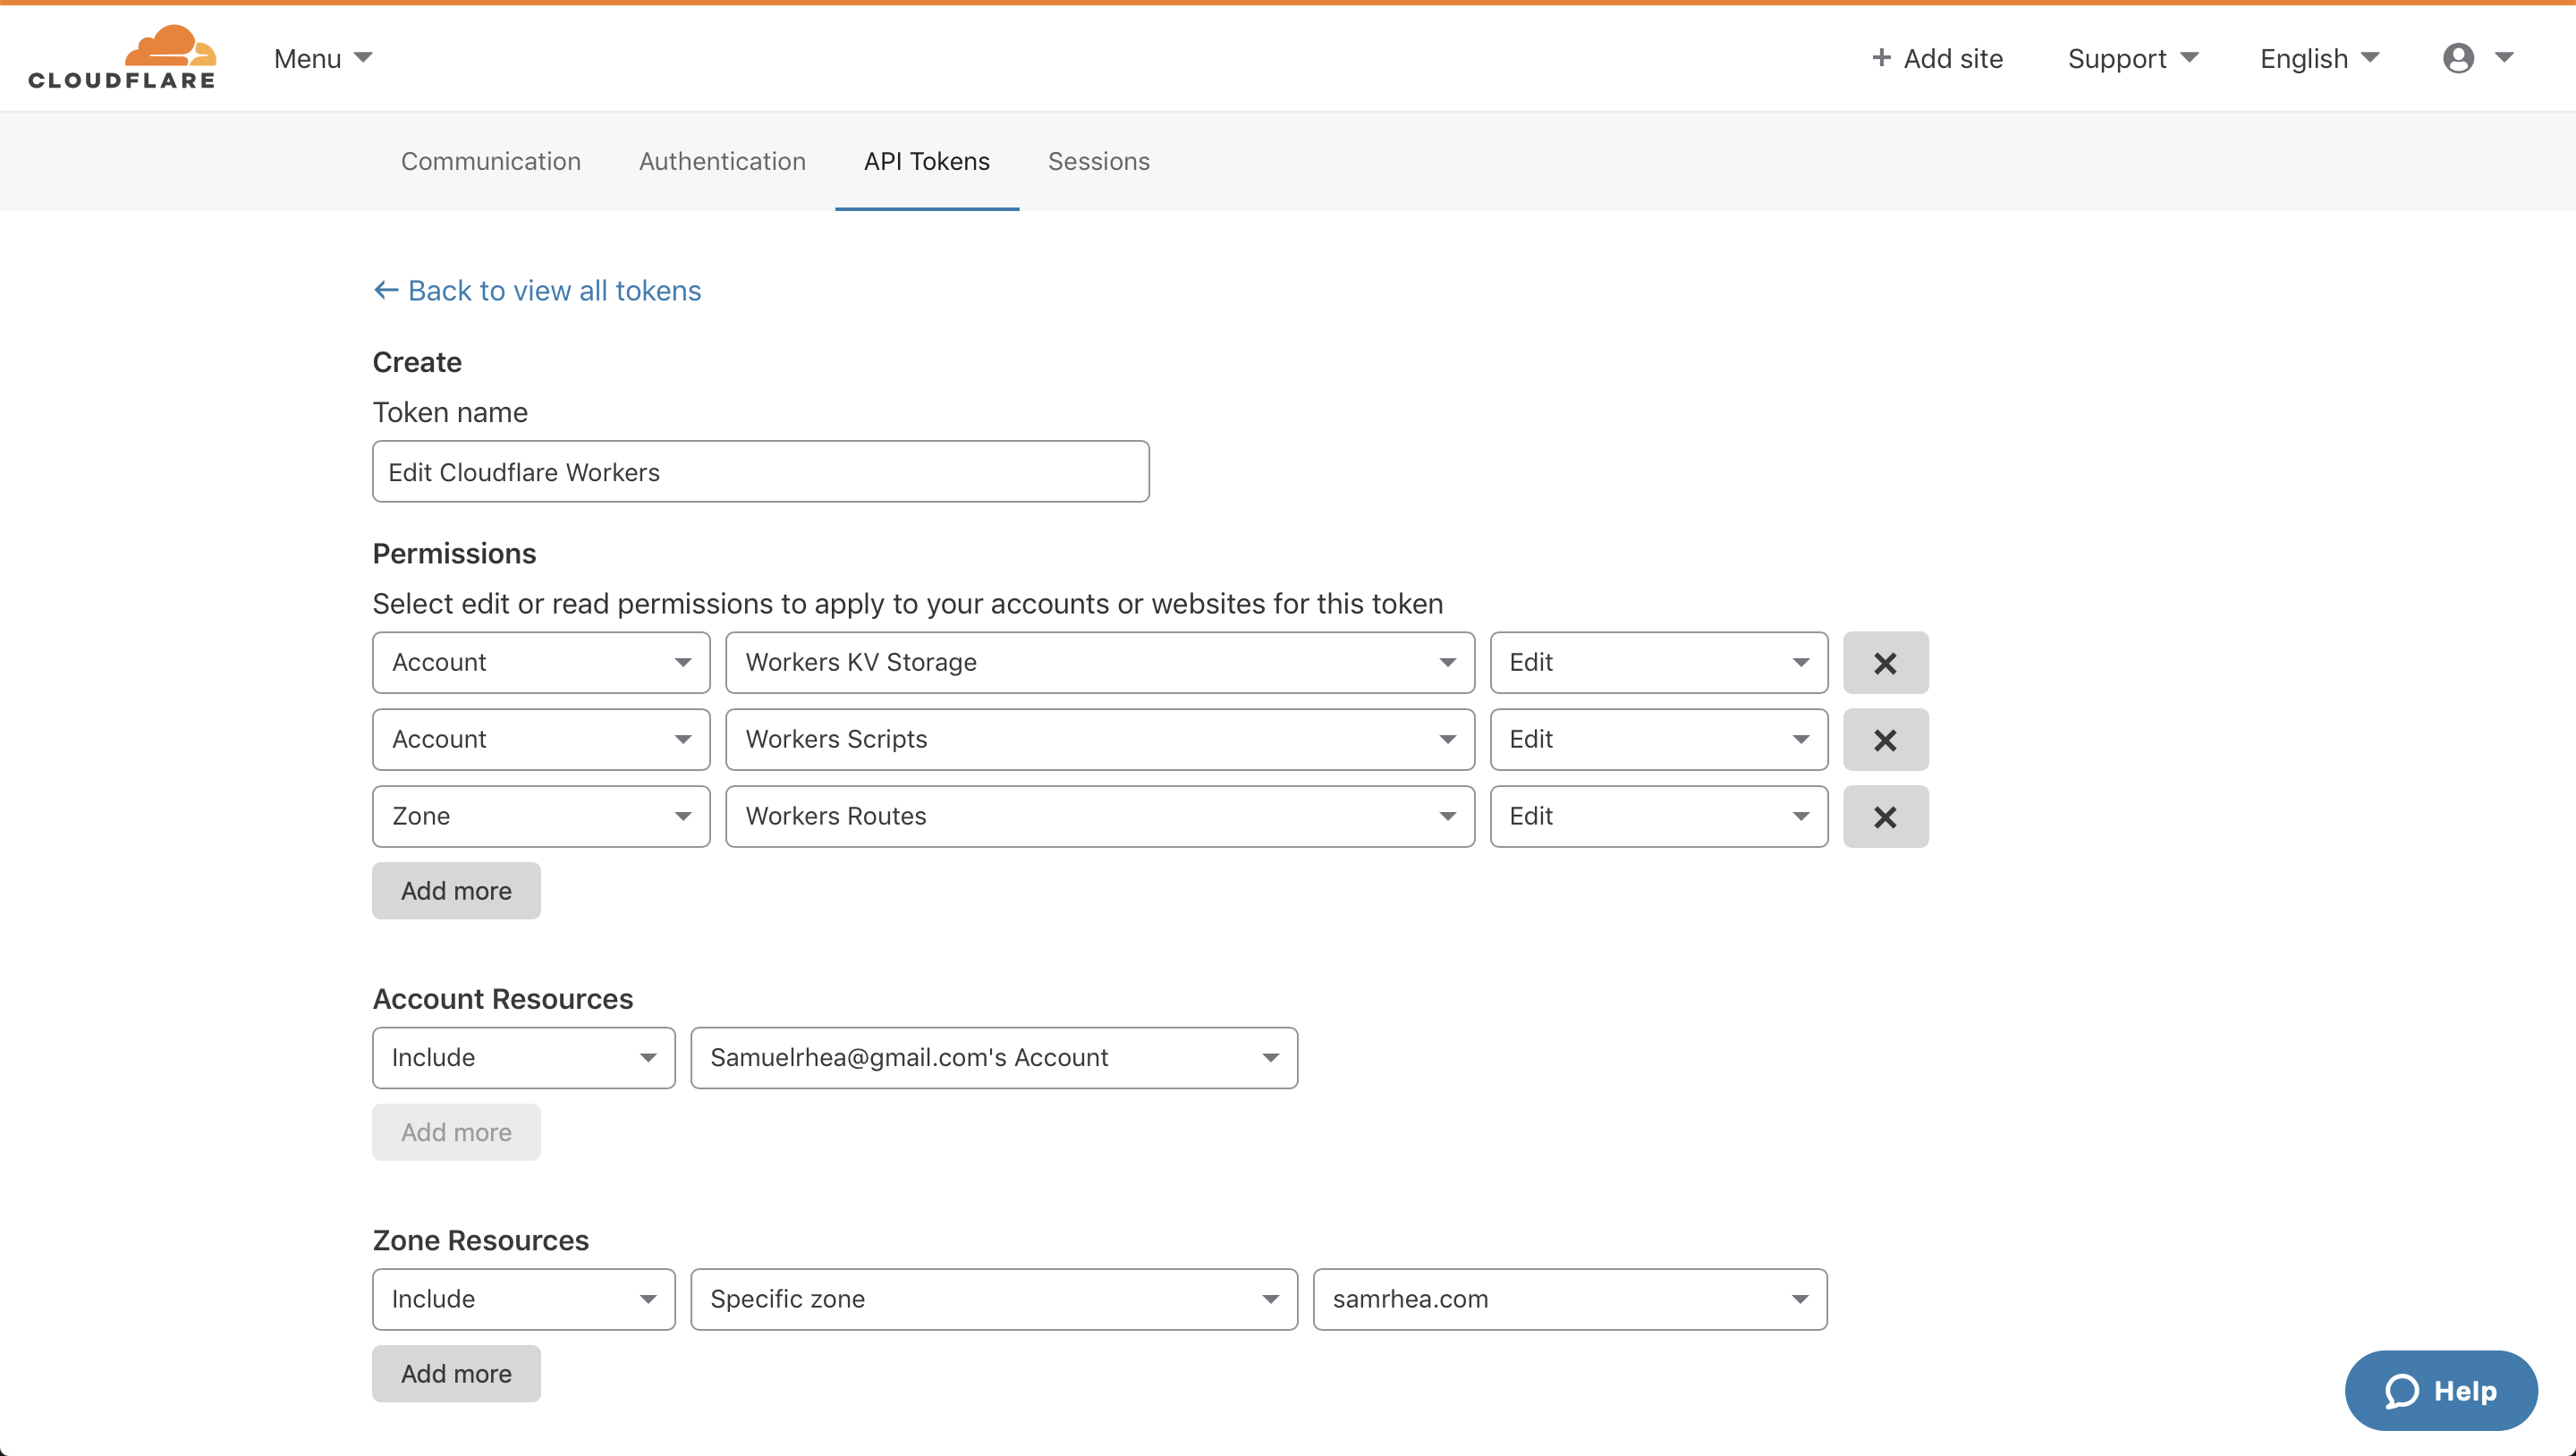 CLOUDFLARE
Menu
+ Add site
Support
English
Communication
Authentication
API Tokens
Sessions
← Back to view all tokens
Create
Token name
Edit Cloudflare Workers
Permissions
Select edit or read permissions to apply to your accounts or websites for this token
Account Workers KV Storage Edit
Account Workers Scripts Edit
Zone Workers Routes Edit
Add more
Account Resources
Include Samuelrhea@gmail.com's Account
Add more
Zone Resources
Include Specific zone samrhea.com
Add more
Help